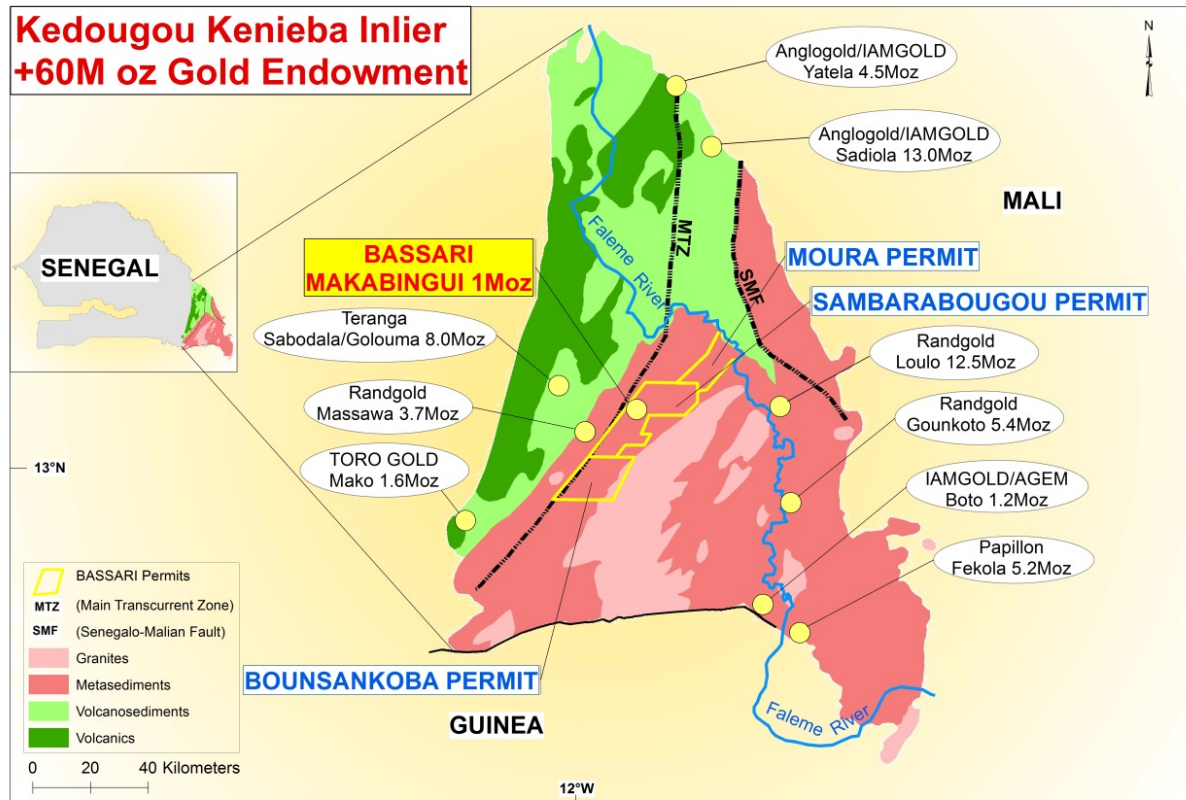 Kedougou Kenieba Inlier
+60M oz Gold Endowment
N
Anglogold/IAMGOLD
Yatela 4.5Moz
Anglogold/IAMGOLD
Sadiola 13.0Moz
MALI
SENEGAL
Faleme River
MTZ
SMF
BASSARI
MAKABINGUI 1Moz
MOURA PERMIT
SAMBARABOUGOU PERMIT
Teranga
Sabodala/Golouma 8.0Moz
Randgold
Loulo 12.5Moz
Randgold
Massawa 3.7Moz
Randgold
Gounkoto 5.4Moz
13°N
TORO GOLD
Mako 1.6Moz
IAMGOLD/AGEM
Boto 1.2Moz
Papillon
Fekola 5.2Moz
BASSARI Permits
MTZ (Main Transcurrent Zone)
SMF (Senegalo-Malian Fault)
Granites
Metasediments
Volcanosediments
Volcanics
BOUNSANKOBA PERMIT
GUINEA
Faleme River
0 20 40 Kilometers
12°W